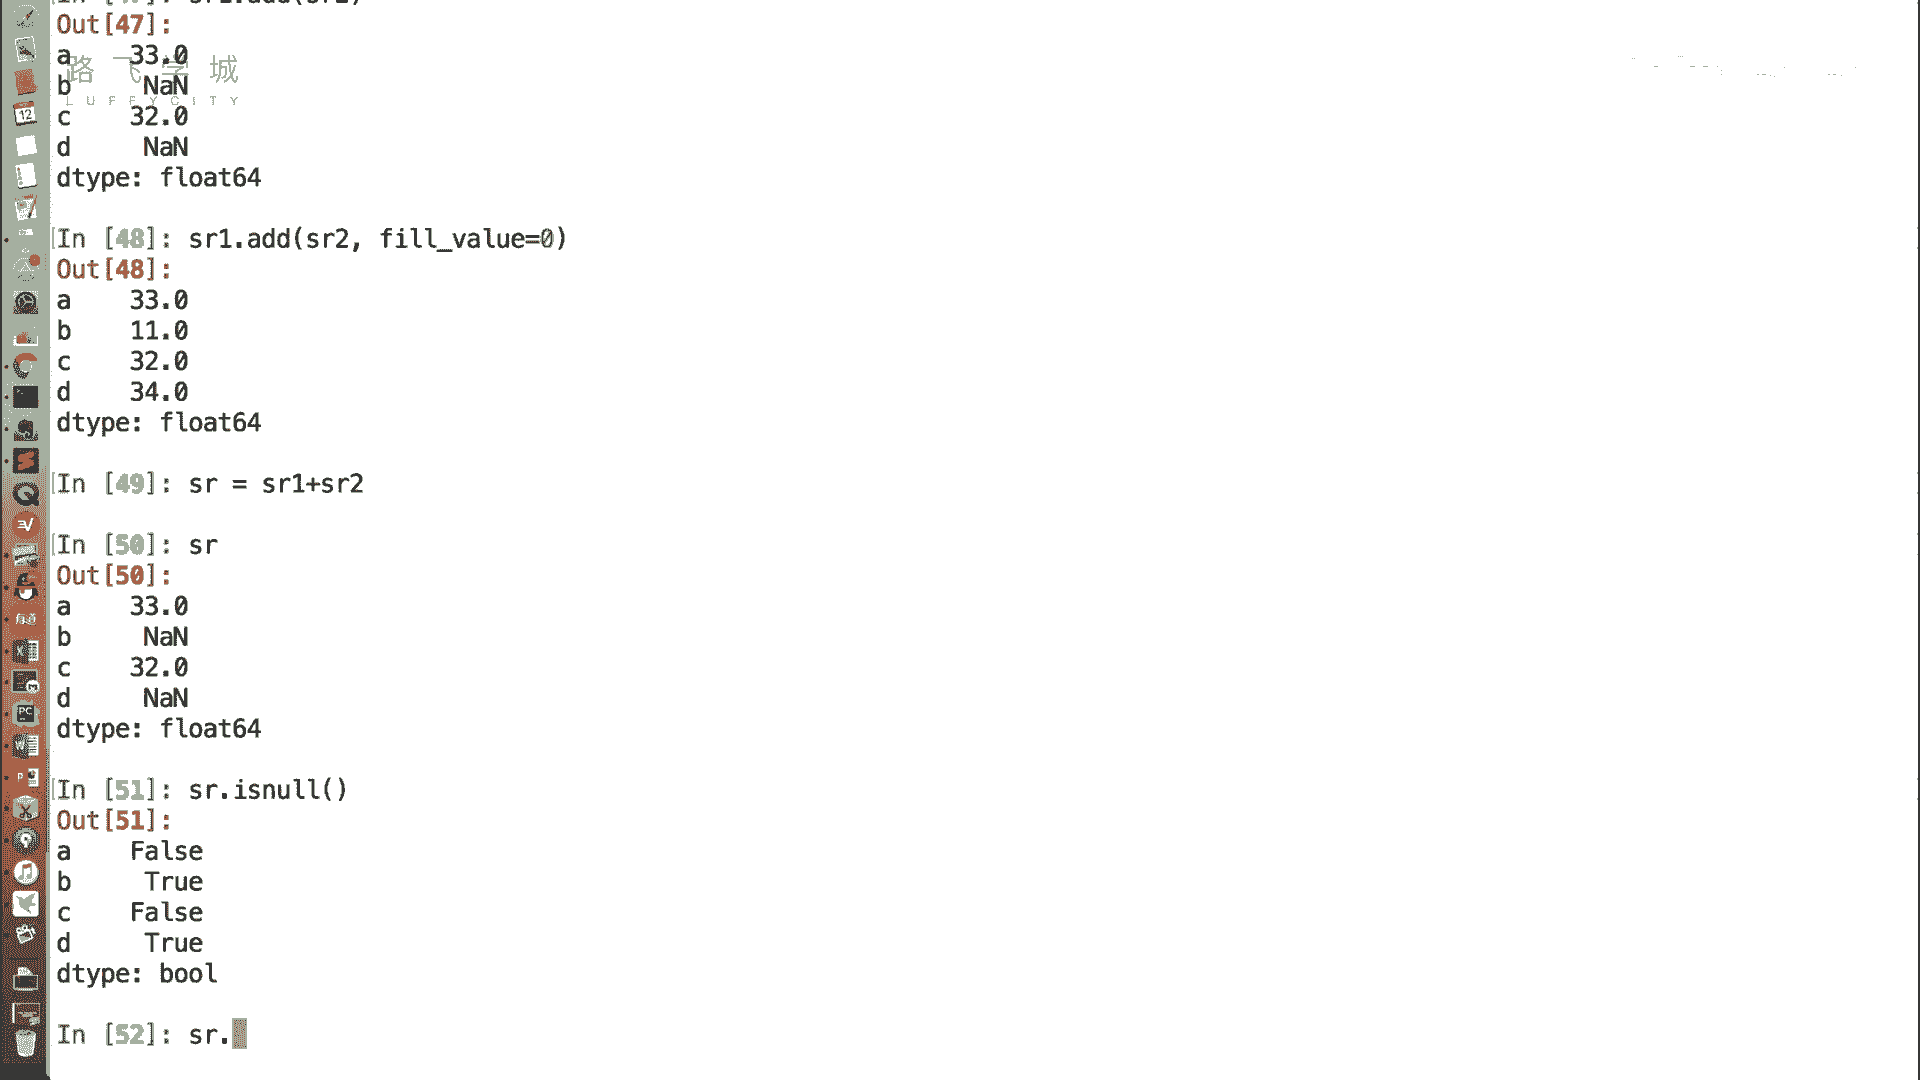 In [47]: sr1.add(sr2)
Out[47]:
路飞学城
LUFFYCITY
a 33.0
b NaN
c 32.0
d NaN
dtype: float64
In [48]: sr1.add(sr2, fill_value=0)
Out[48]:
a 33.0
b 11.0
c 32.0
d 34.0
dtype: float64
In [49]: sr = sr1+sr2
In [50]: sr
Out[50]:
a 33.0
b NaN
c 32.0
d NaN
dtype: float64
In [51]: sr.isnull()
Out[51]:
a False
b True
c False
d True
dtype: bool
In [52]: sr.